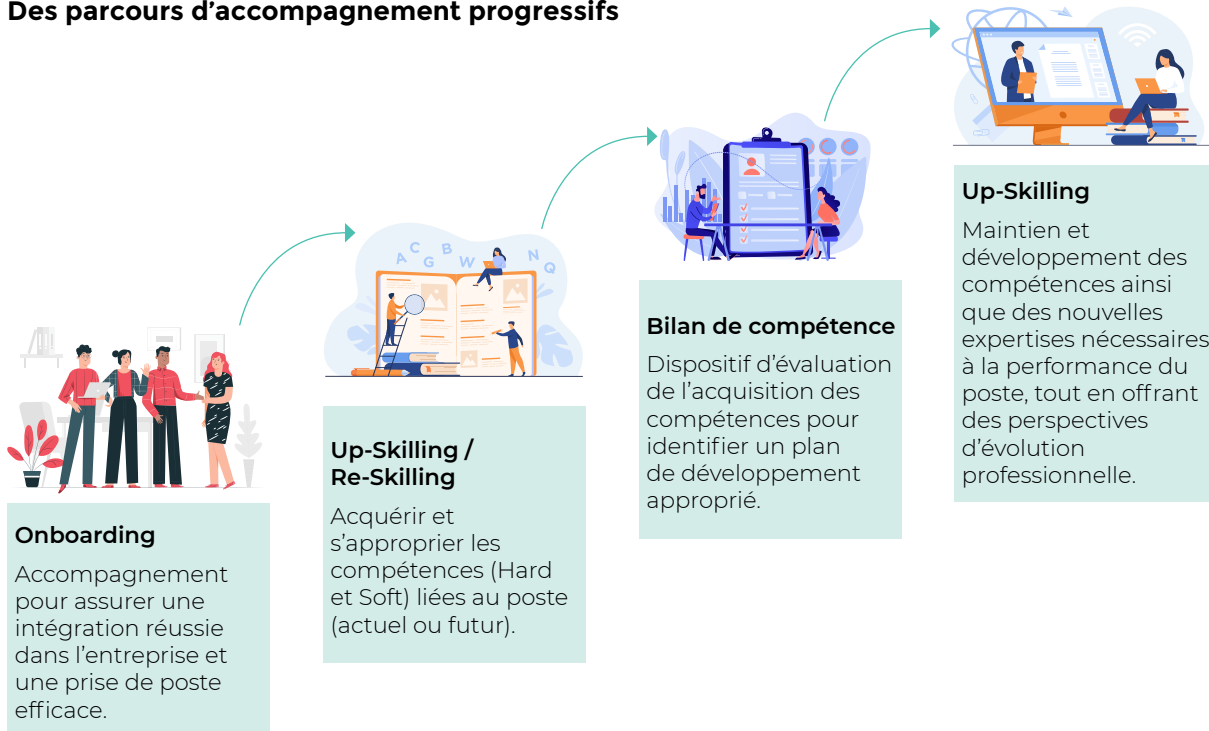 Des parcours d’accompagnement progressifs
Onboarding
Accompagnement
pour assurer une
intégration réussie
dans l’entreprise et
une prise de poste
efficace.
A C G B W N Q
Up-Skilling /
Re-Skilling
Acquérir et
s’approprier les
compétences (Hard
et Soft) liées au poste
(actuel ou futur).
Bilan de compétence
Dispositif d’évaluation
de l’acquisition des
compétences pour
identifier un plan
de développement
approprié.
Up-Skilling
Maintien et
développement des
compétences ainsi
que des nouvelles
expertises nécessaires
à la performance du
poste, tout en offrant
des perspectives
d’évolution
professionnelle.